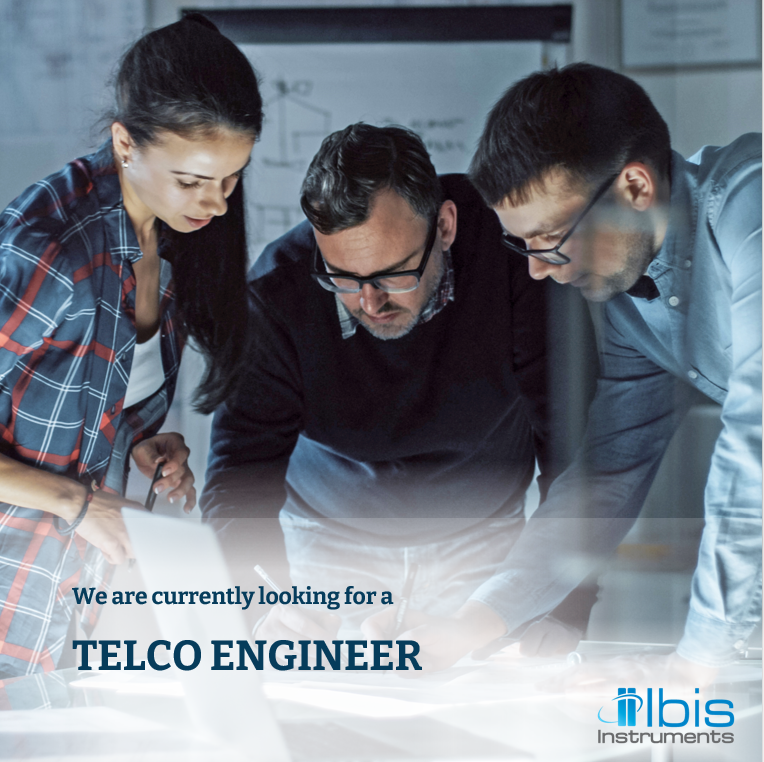 We are currently looking for a
TELCO ENGINEER
Ibis
Instruments